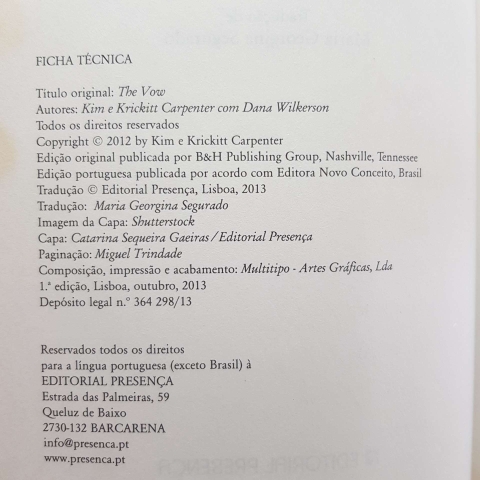 FICHA TÉCNICA
Título original: The Vow
Autores: Kim e Krickitt Carpenter com Dana Wilkerson
Todos os direitos reservados
Copyright © 2012 by Kim e Krickitt Carpenter
Edição original publicada por B&H Publishing Group, Nashville, Tennessee
Edição portuguesa publicada por acordo com Editora Novo Conceito, Brasil
Tradução © Editorial Presença, Lisboa, 2013
Tradução: Maria Georgina Segurado
Imagem da Capa: Shutterstock
Capa: Catarina Sequeira Gaeiras / Editorial Presença
Paginação: Miguel Trindade
Composição, impressão e acabamento: Multitipo - Artes Gráficas, Lda
1.ª edição, Lisboa, outubro, 2013
Depósito legal n.º 364 298/13
Reservados todos os direitos
para a língua portuguesa (exceto Brasil) à
EDITORIAL PRESENÇA
Estrada das Palmeiras, 59
Queluz de Baixo
2730-132 BARCARENA
info@presenca.pt
www.presenca.pt